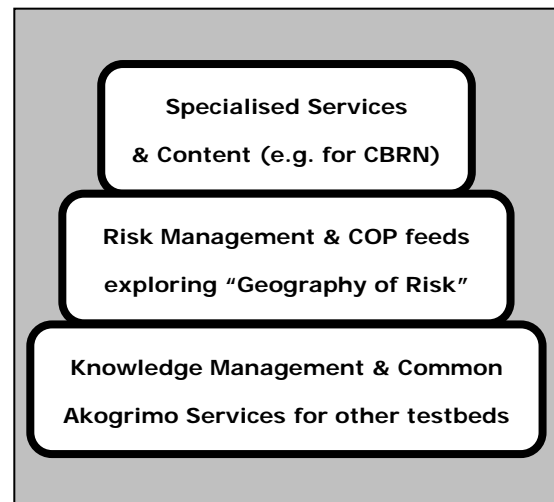 Specialised Services
& Content (e.g. for CBRN)
Risk Management & COP feeds
exploring “Geography of Risk”
Knowledge Management & Common
Akogrimo Services for other testbeds